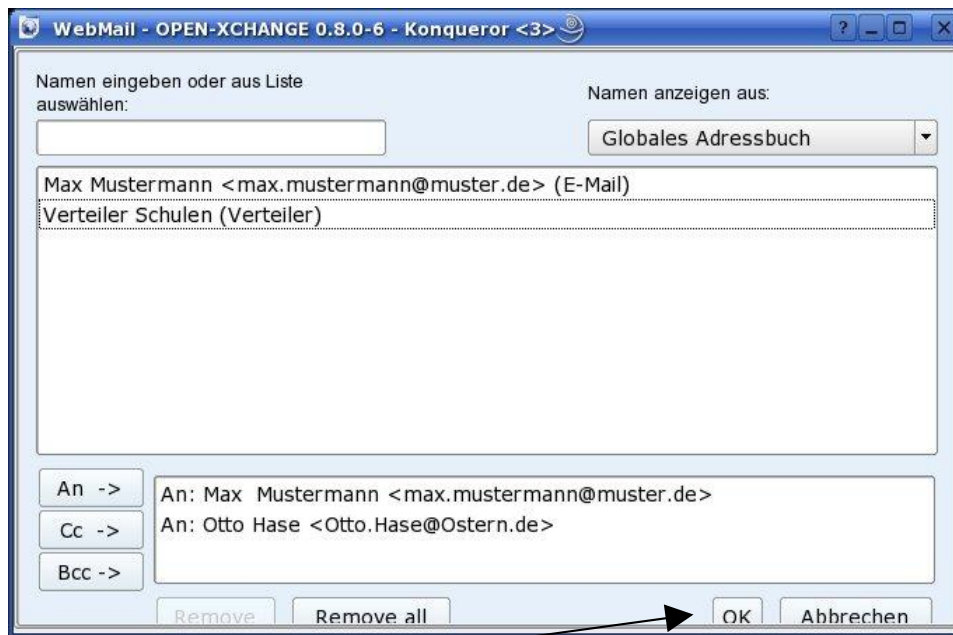 WebMail - OPEN-XCHANGE 0.8.0-6 - Konqueror <3>
Namen eingeben oder aus Liste
auswählen:
Namen anzeigen aus:
Globales Adressbuch
Max Mustermann <max.mustermann@muster.de> (E-Mail)
Verteiler Schulen (Verteiler)
An ->
Cc ->
Bcc ->
An: Max  Mustermann <max.mustermann@muster.de>
An: Otto Hase <Otto.Hase@Ostern.de>
Remove
Remove all
OK
Abbrechen